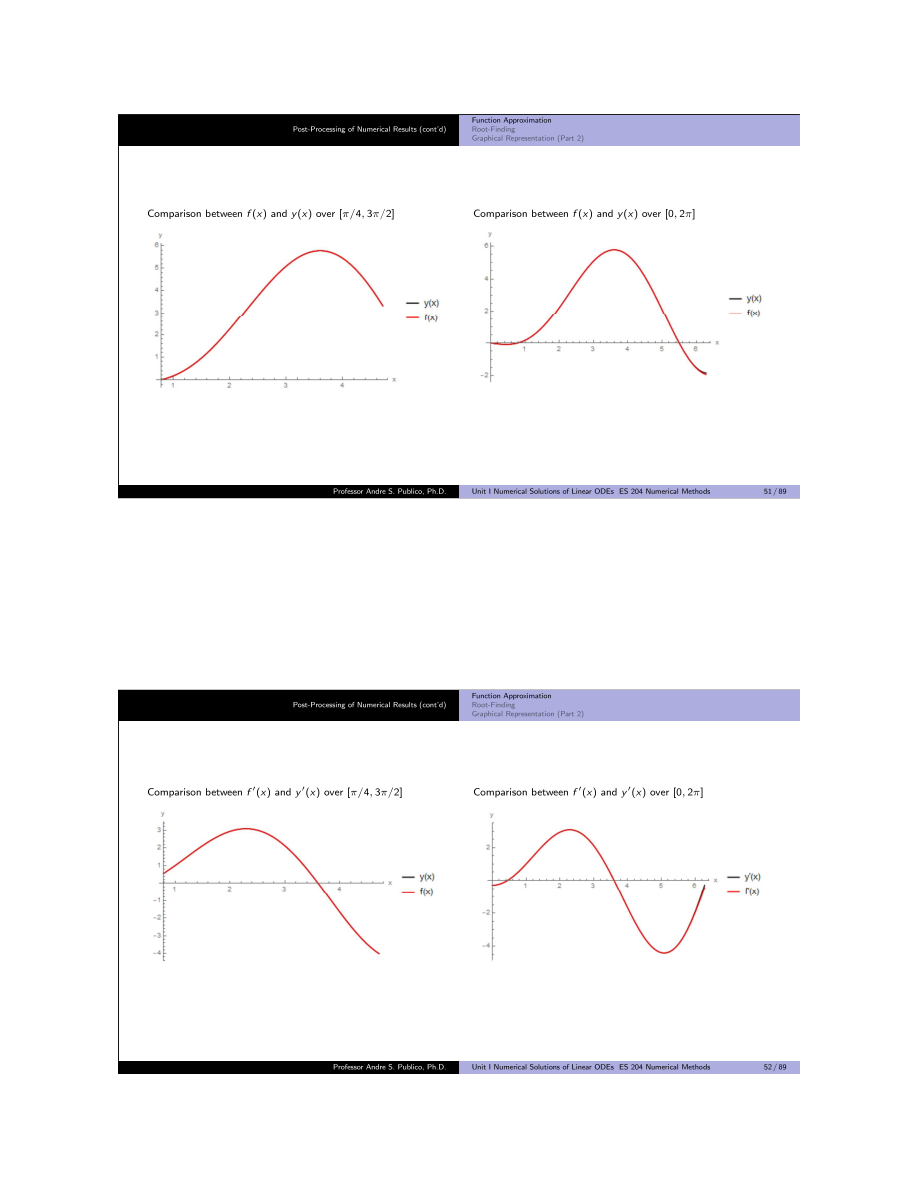 Post-Processing of Numerical Results (cont'd)
Function Approximation
Root-Finding
Graphical Representation (Part 2)
Comparison between f(x) and y(x) over [π/4, 3π/2]
y
6
5
4
3
2
1
1 2 3 4 x
y(x)
f(x)
Comparison between f(x) and y(x) over [0, 2π]
y
6
4
2
1 2 3 4 5 6 x
−2
y(x)
f(x)
Professor Andre S. Publico, Ph.D.
Unit I Numerical Solutions of Linear ODEs ES 204 Numerical Methods
51 / 89
Post-Processing of Numerical Results (cont'd)
Function Approximation
Root-Finding
Graphical Representation (Part 2)
Comparison between f′(x) and y′(x) over [π/4, 3π/2]
y
3
2
1
1 2 3 4 x
−1
−2
−3
−4
y(x)
f(x)
Comparison between f′(x) and y′(x) over [0, 2π]
y
2
1 2 3 4 5 6 x
−2
−4
y'(x)
f'(x)
Professor Andre S. Publico, Ph.D.
Unit I Numerical Solutions of Linear ODEs ES 204 Numerical Methods
52 / 89